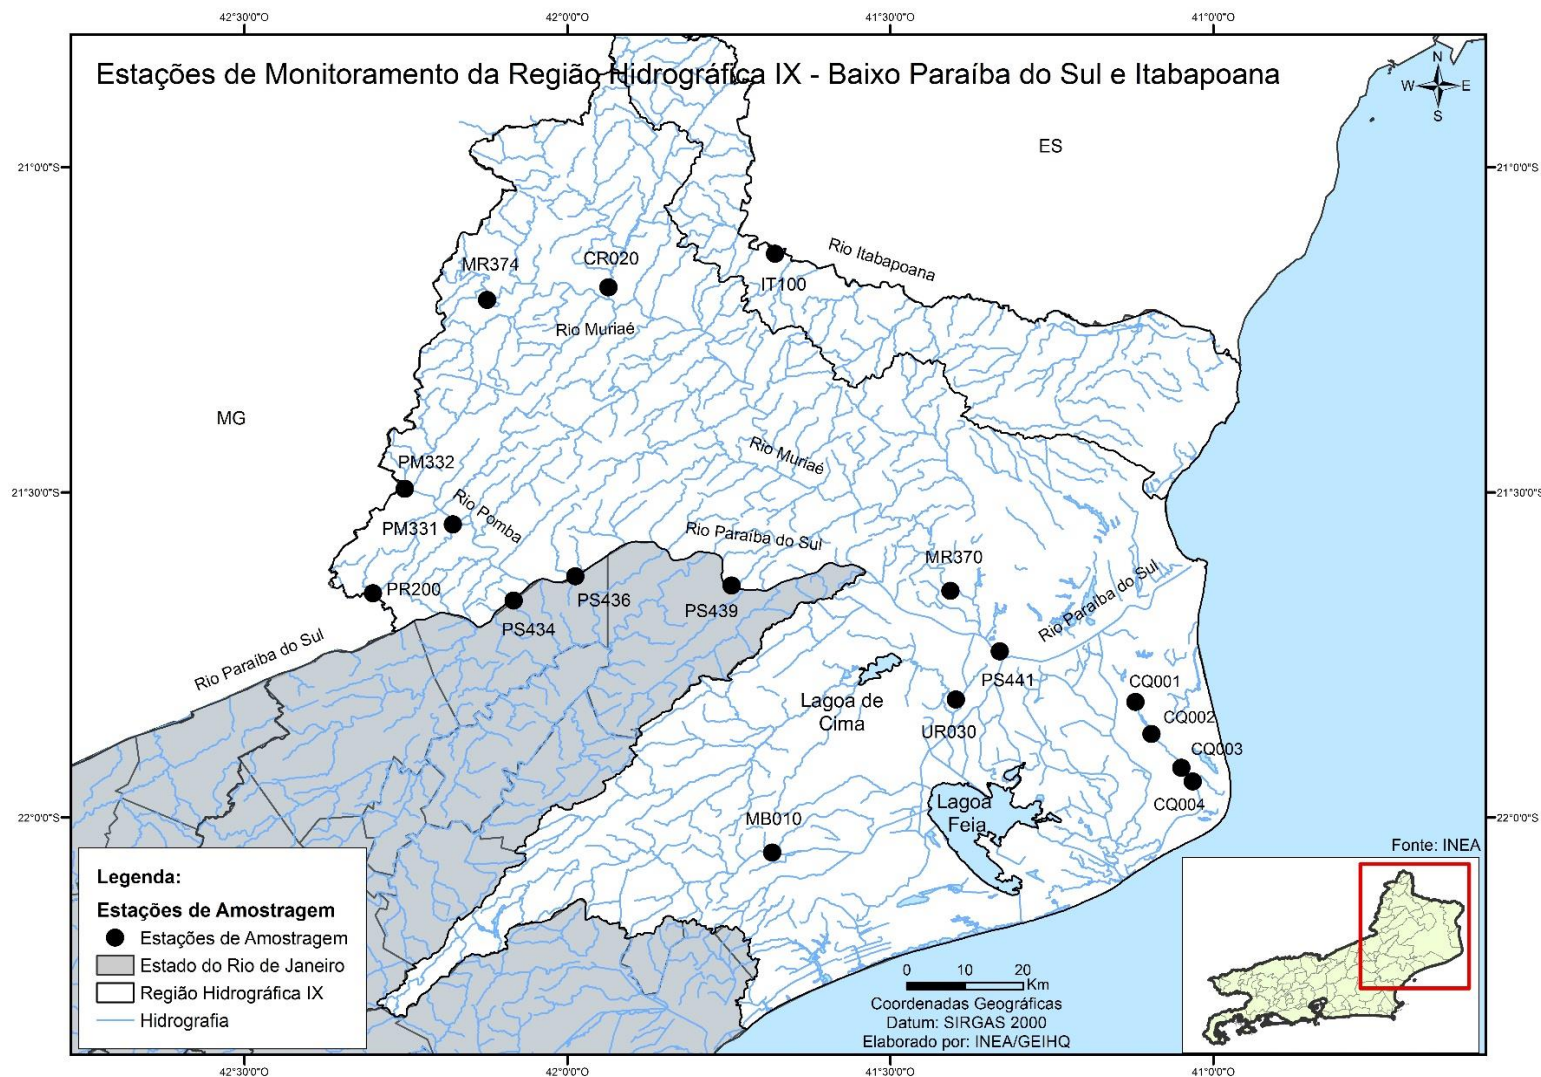 42°30'0"O 42°0'0"O 41°30'0"O 41°0'0"O
Estações de Monitoramento da Região Hidrográfica IX - Baixo Paraíba do Sul e Itabapoana
N
W E
S
ES
21°0'0"S 21°0'0"S
Rio Itabapoana
MR374
CR020
IT100
Rio Muriaé
MG
Rio Muriaé
PM332
21°30'0"S 21°30'0"S
Rio Pomba
PM331
Rio Paraíba do Sul
MR370
PR200
PS436
PS439
PS434
Rio Paraíba do Sul
Rio Paraíba do Sul
PS441
CQ001
Lagoa de
Cima
UR030
CQ002
CQ003
CQ004
Lagoa
Feia
MB010
22°0'0"S 22°0'0"S
Fonte: INEA
Legenda:
Estações de Amostragem
Estações de Amostragem
Estado do Rio de Janeiro
Região Hidrográfica IX
Hidrografia
0 10 20
Km
Coordenadas Geográficas
Datum: SIRGAS 2000
Elaborado por: INEA/GEIHQ
42°30'0"O 42°0'0"O 41°30'0"O 41°0'0"O